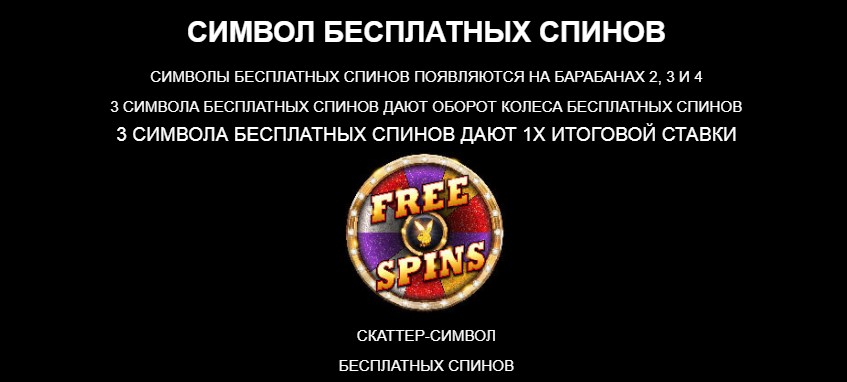 СИМВОЛ БЕСПЛАТНЫХ СПИНОВ
СИМВОЛЫ БЕСПЛАТНЫХ СПИНОВ ПОЯВЛЯЮТСЯ НА БАРАБАНАХ 2, 3 И 4
3 СИМВОЛА БЕСПЛАТНЫХ СПИНОВ ДАЮТ ОБОРОТ КОЛЕСА БЕСПЛАТНЫХ СПИНОВ
3 СИМВОЛА БЕСПЛАТНЫХ СПИНОВ ДАЮТ 1X ИТОГОВОЙ СТАВКИ
FREE
SPINS
СКАТТЕР-СИМВОЛ
БЕСПЛАТНЫХ СПИНОВ